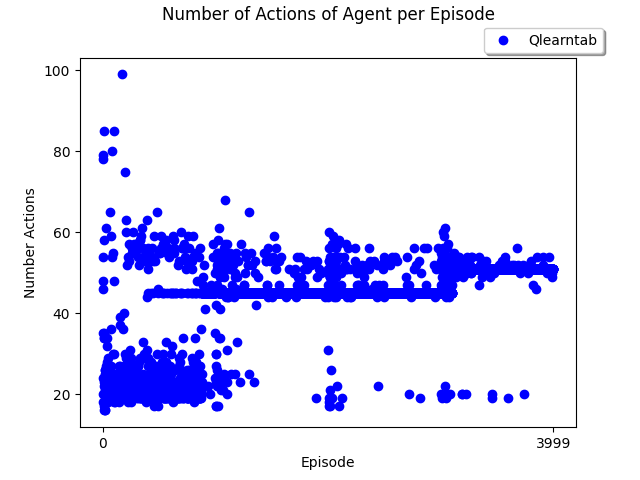 Number of Actions of Agent per Episode
Qlearntab
100
80
60
40
20
Number Actions
0
3999
Episode